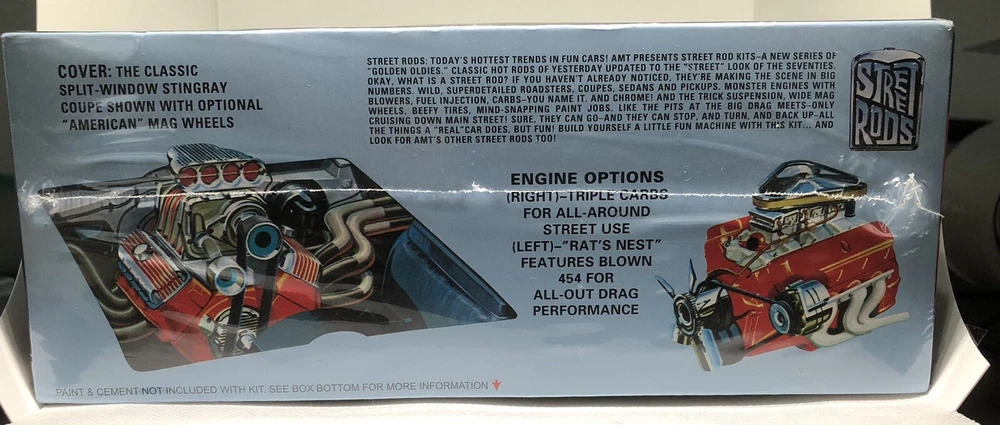 COVER: THE CLASSIC
SPLIT-WINDOW STINGRAY
COUPE SHOWN WITH OPTIONAL
"AMERICAN" MAG WHEELS
STREET RODS: TODAY'S HOTTEST TRENDS IN FUN CARS! AMT PRESENTS STREET ROD KITS–A NEW SERIES OF
"GOLDEN OLDIES." CLASSIC HOT RODS OF YESTERDAY UPDATED TO THE "STREET" LOOK OF THE SEVENTIES.
OKAY, WHAT IS A STREET ROD? IF YOU HAVEN'T ALREADY NOTICED, THEY'RE MAKING THE SCENE IN BIG
NUMBERS. WILD, SUPERDETAILED ROADSTERS, COUPES, SEDANS AND PICKUPS. MONSTER ENGINES WITH
BLOWERS, FUEL INJECTION, CARBS–YOU NAME IT. AND CHROME! AND THE TRICK SUSPENSION, WIDE MAG
WHEELS, BEEFY TIRES, MIND-SNAPPING PAINT JOBS. LIKE THE PITS AT THE BIG DRAG MEETS–ONLY
CRUISING DOWN MAIN STREET! SURE, THEY CAN GO–AND THEY CAN STOP, AND TURN, AND BACK UP–ALL
THE THINGS A "REAL" CAR DOES, BUT FUN! BUILD YOURSELF A LITTLE FUN MACHINE WITH THIS KIT... AND
LOOK FOR AMT'S OTHER STREET RODS TOO!
STREET
RODS
ENGINE OPTIONS
(RIGHT)–TRIPLE CARBS
FOR ALL-AROUND
STREET USE
(LEFT)–"RAT'S NEST"
FEATURES BLOWN
454 FOR
ALL-OUT DRAG
PERFORMANCE
PAINT & CEMENT NOT INCLUDED WITH KIT. SEE BOX BOTTOM FOR MORE INFORMATION